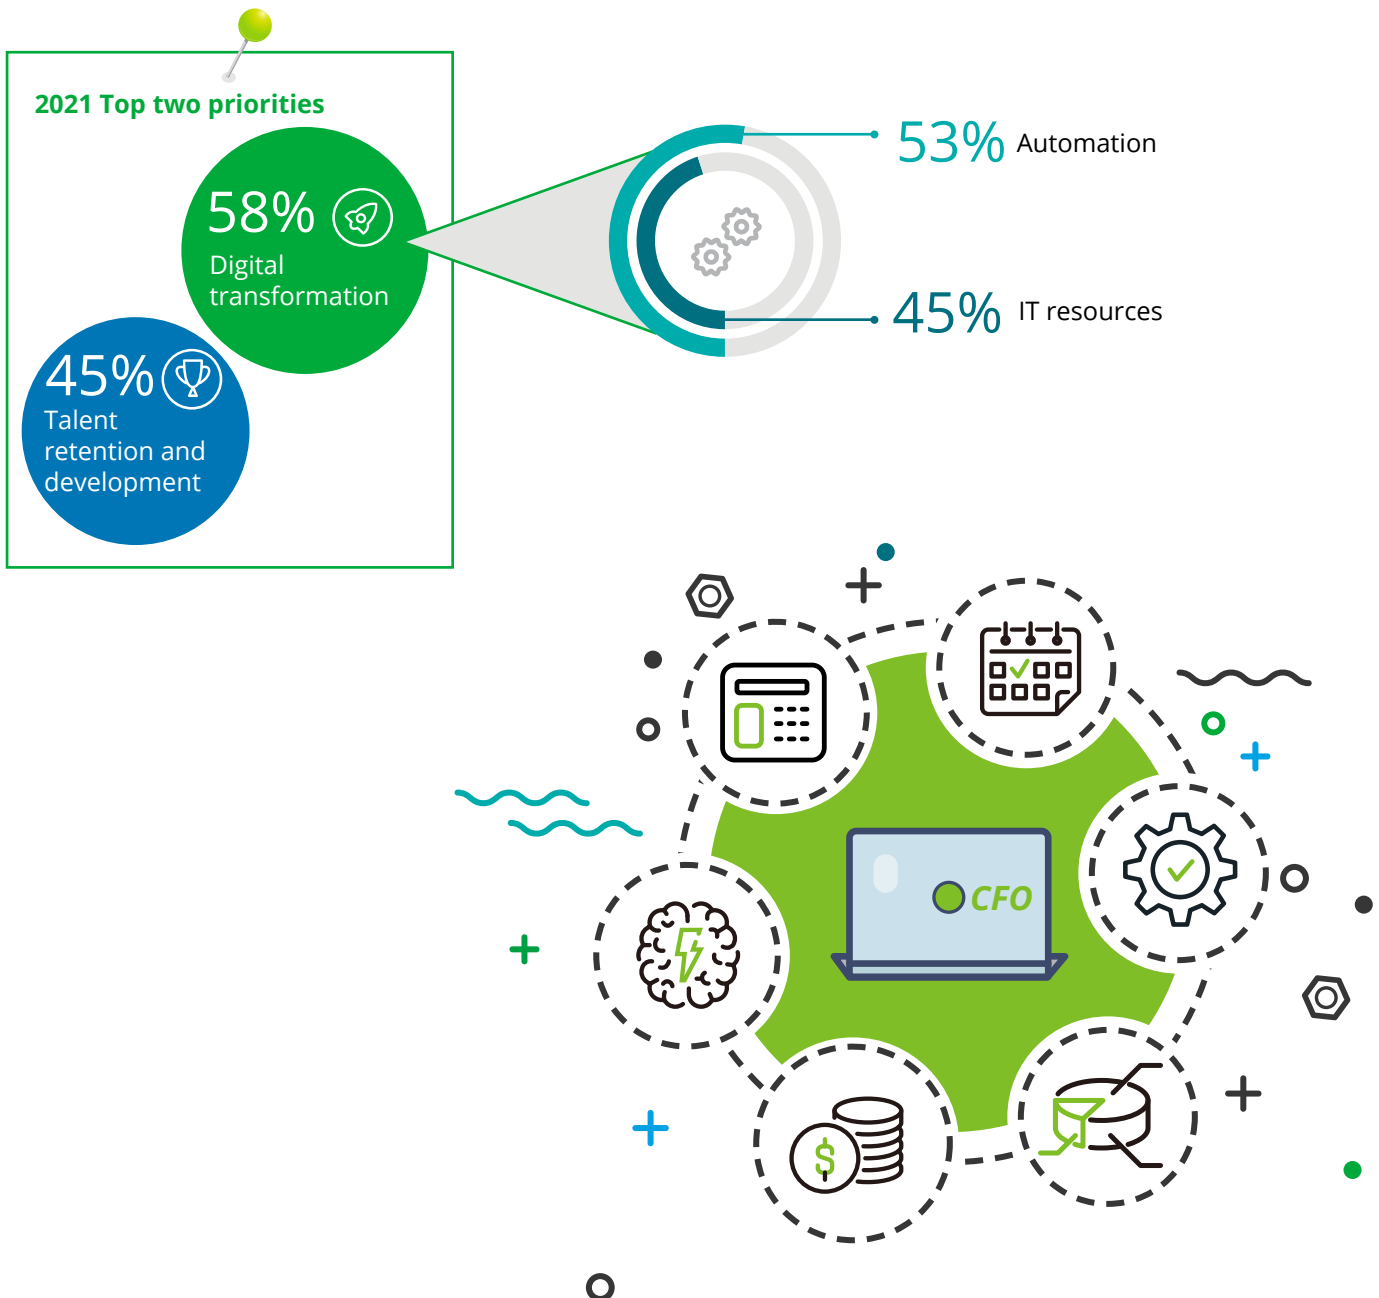 2021 Top two priorities
58%
Digital
transformation
45%
Talent
retention and
development
53% Automation
45% IT resources
CFO
$